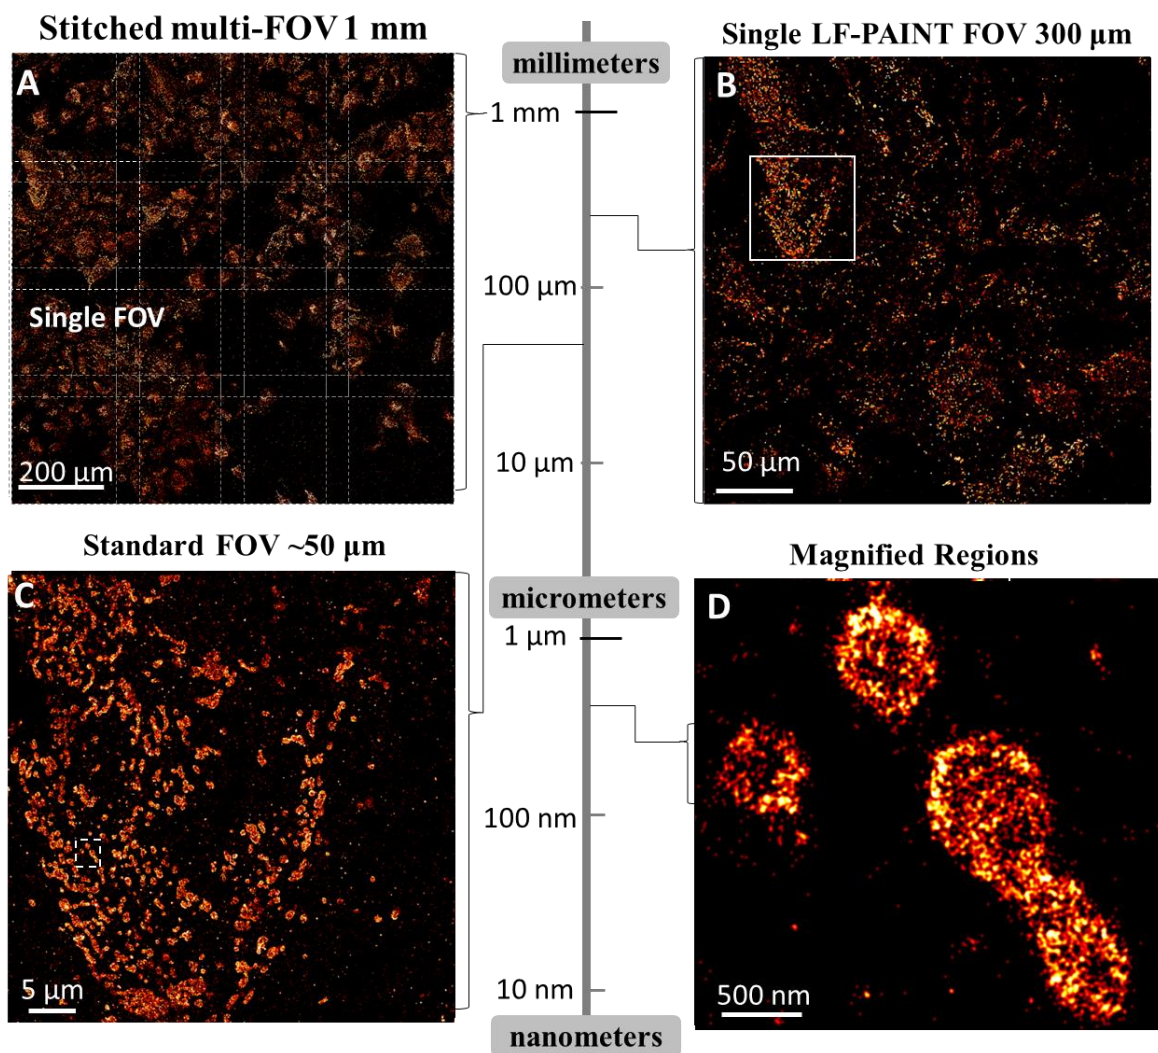 Stitched multi-FOV 1 mm
A
Single FOV
200 µm
millimeters
1 mm
100 µm
10 µm
micrometers
1 µm
100 nm
10 nm
nanometers
Single LF-PAINT FOV 300 µm
B
50 µm
Standard FOV ~50 µm
C
5 µm
Magnified Regions
D
500 nm